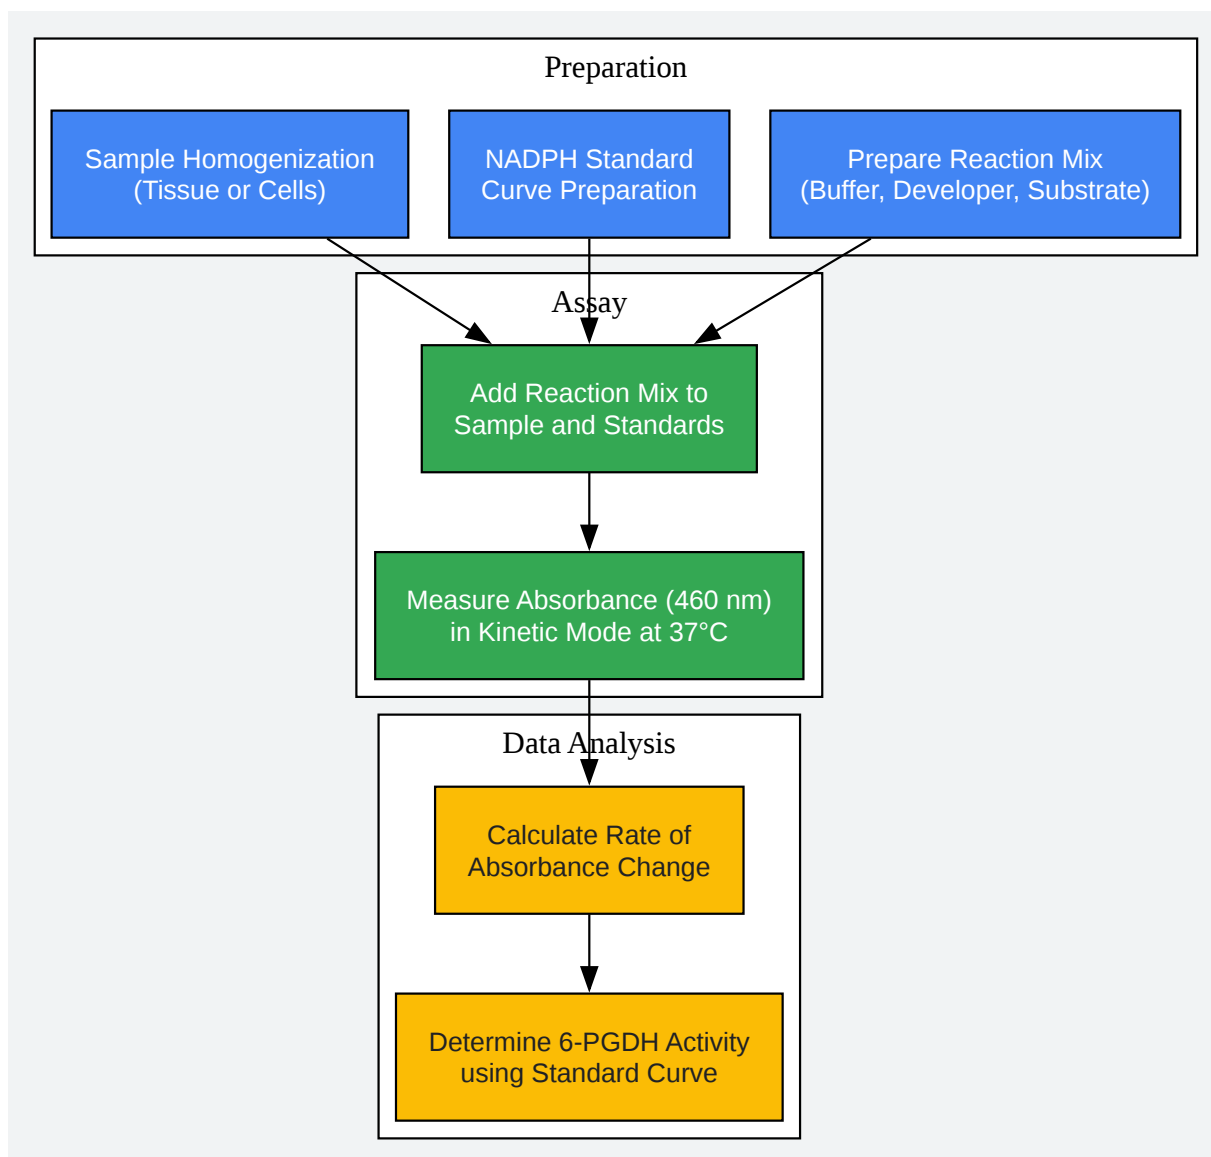 Preparation
Sample Homogenization
(Tissue or Cells)
NADPH Standard
Curve Preparation
Prepare Reaction Mix
(Buffer, Developer, Substrate)
Assay
Add Reaction Mix to
Sample and Standards
Measure Absorbance (460 nm)
in Kinetic Mode at 37°C
Data Analysis
Calculate Rate of
Absorbance Change
Determine 6-PGDH Activity
using Standard Curve